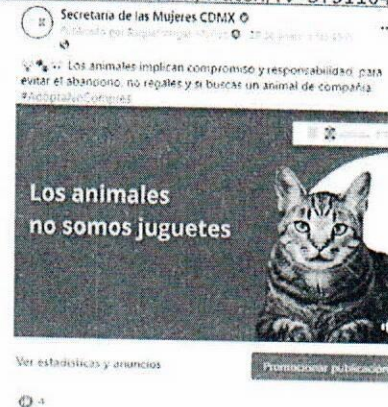 Secretaría de las Mujeres CDMX
Los animales implican compromiso y responsabilidad, para
evitar el abandono, no regales y si buscas un animal de compañía
#AdoptaNoCompres
Los animales
no somos juguetes
Ver estadísticas y anuncios
Promocionar publicación
4